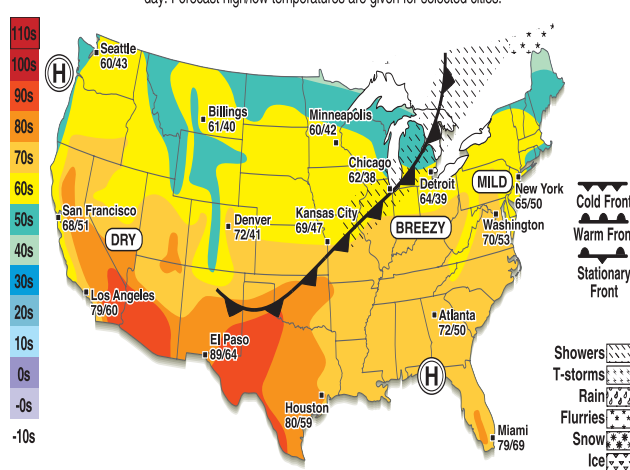 day. Forecast high/low temperatures are given for selected cities.
110s
100s
90s
80s
70s
60s
50s
40s
30s
20s
10s
0s
-0s
-10s
H
Seattle
60/43
Billings
61/40
Minneapolis
60/42
Chicago
62/38
Detroit
64/39
MILD
New York
65/50
Washington
70/53
San Francisco
68/51
DRY
Denver
72/41
Kansas City
69/47
BREEZY
Los Angeles
79/60
El Paso
89/64
Atlanta
72/50
H
Houston
80/59
Miami
79/69
Cold Front
Warm Fron
Stationary
Front
Showers
T-storms
Rain
Flurries
Snow
Ice